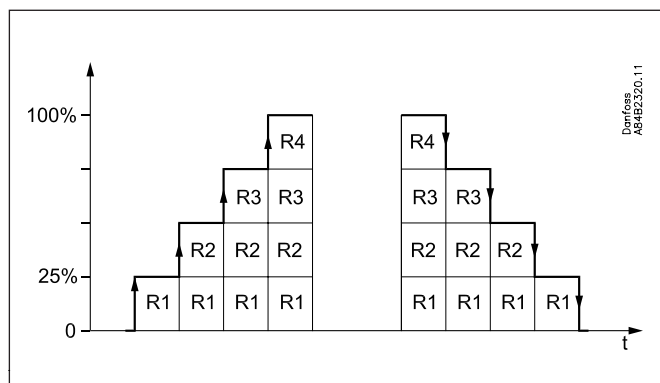 Danfoss
A84B2320.11
100%
R4 R4
R3 R3 R3 R3
R2 R2 R2 R2 R2 R2
25%
R1 R1 R1 R1 R1 R1 R1 R1
0
t